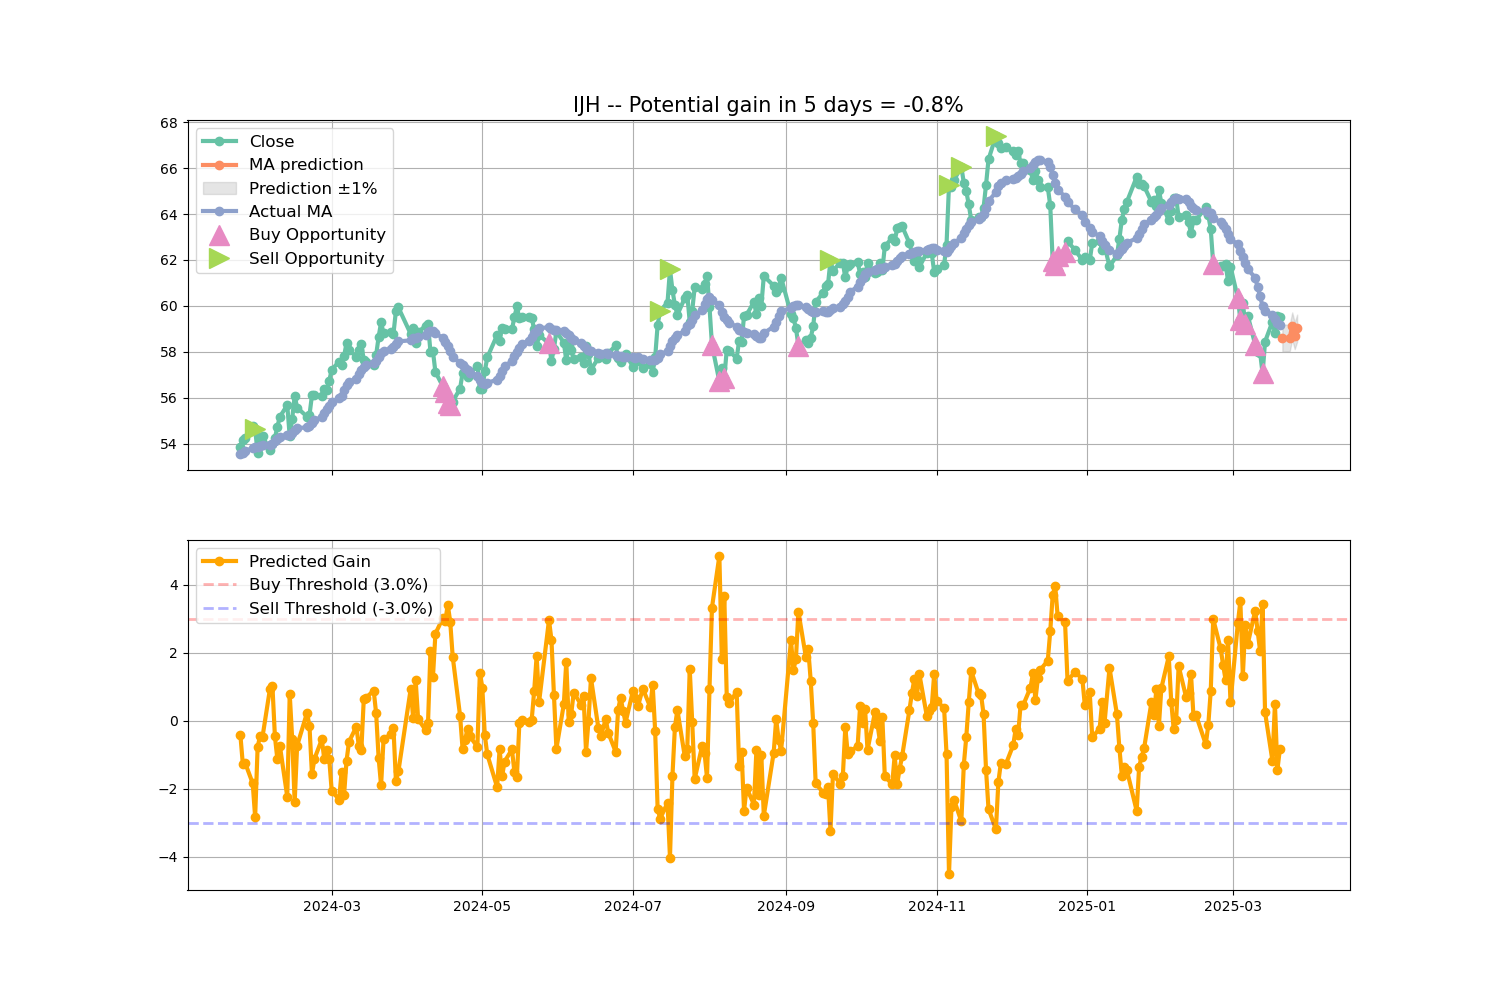 IJH -- Potential gain in 5 days = -0.8%
68
66
64
62
60
58
56
54
Close
MA prediction
Prediction ±1%
Actual MA
Buy Opportunity
Sell Opportunity
4
2
0
−2
−4
Predicted Gain
Buy Threshold (3.0%)
Sell Threshold (-3.0%)
2024-03 2024-05 2024-07 2024-09 2024-11 2025-01 2025-03